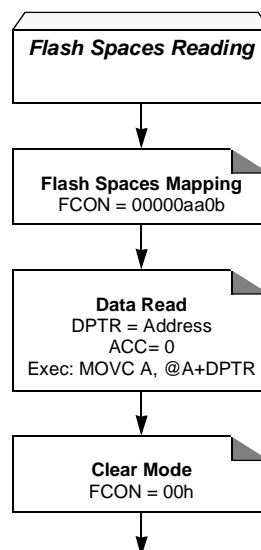 Flash Spaces Reading
Flash Spaces Mapping
FCON = 00000aa0b
Data Read
DPTR = Address
ACC= 0
Exec: MOVC A, @A+DPTR
Clear Mode
FCON = 00h